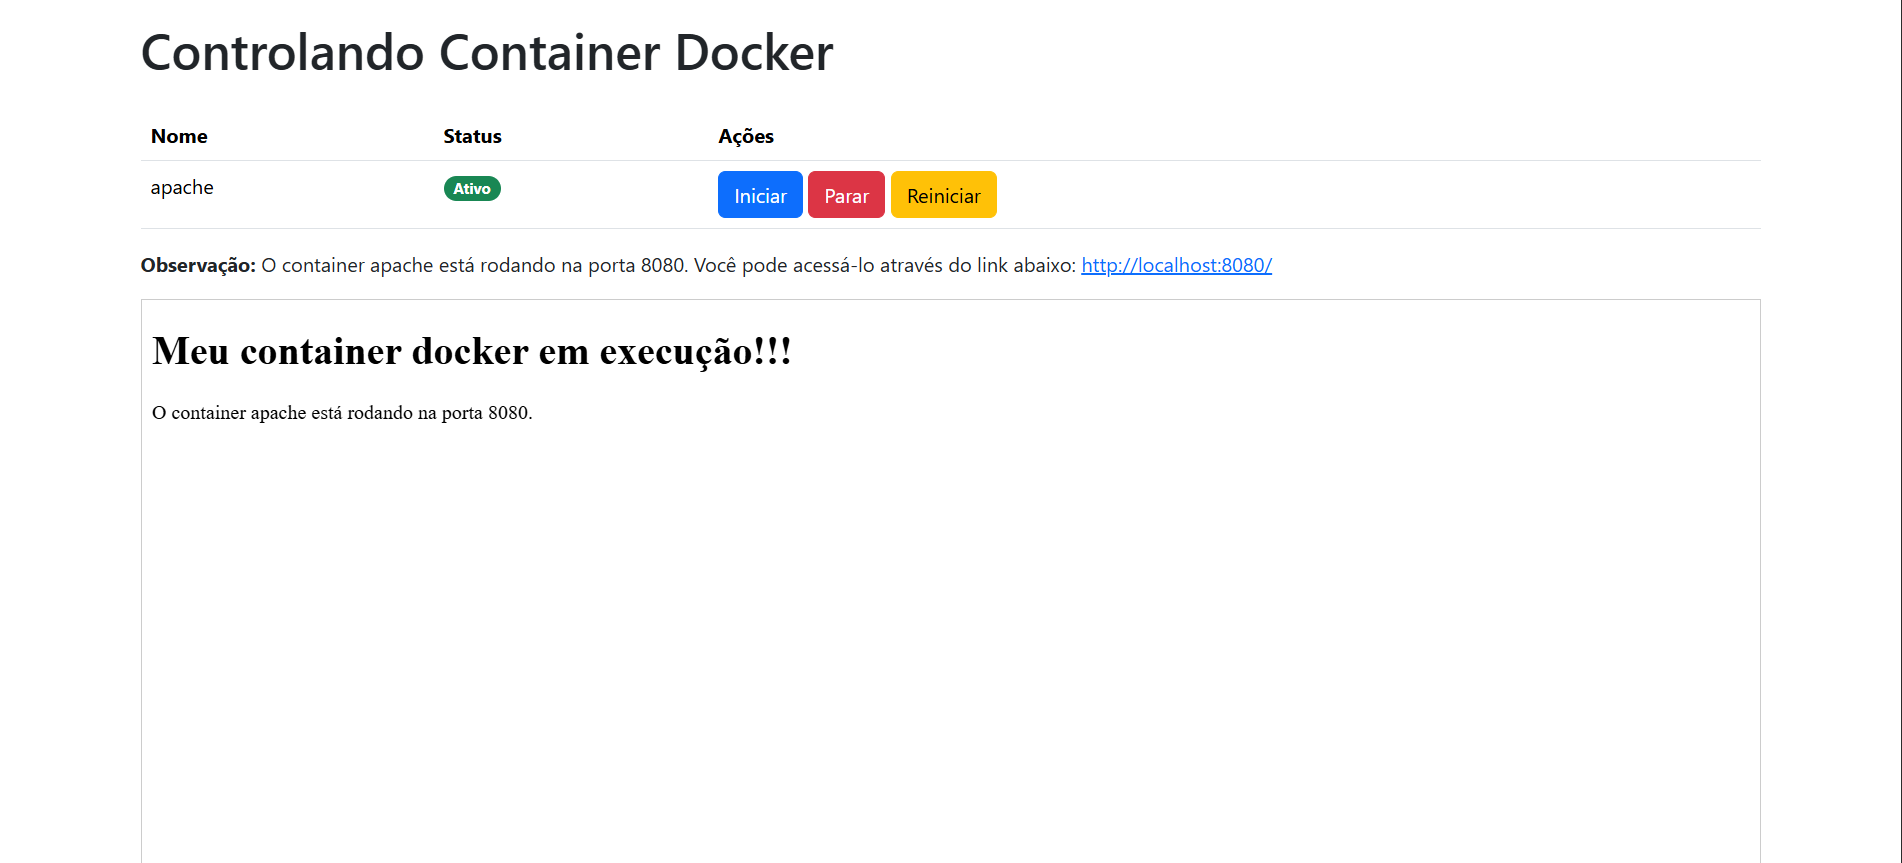 Controlando Container Docker
Nome Status Ações
apache Ativo Iniciar Parar Reiniciar
Observação: O container apache está rodando na porta 8080. Você pode acessá-lo através do link abaixo: http://localhost:8080/
Meu container docker em execução!!!
O container apache está rodando na porta 8080.